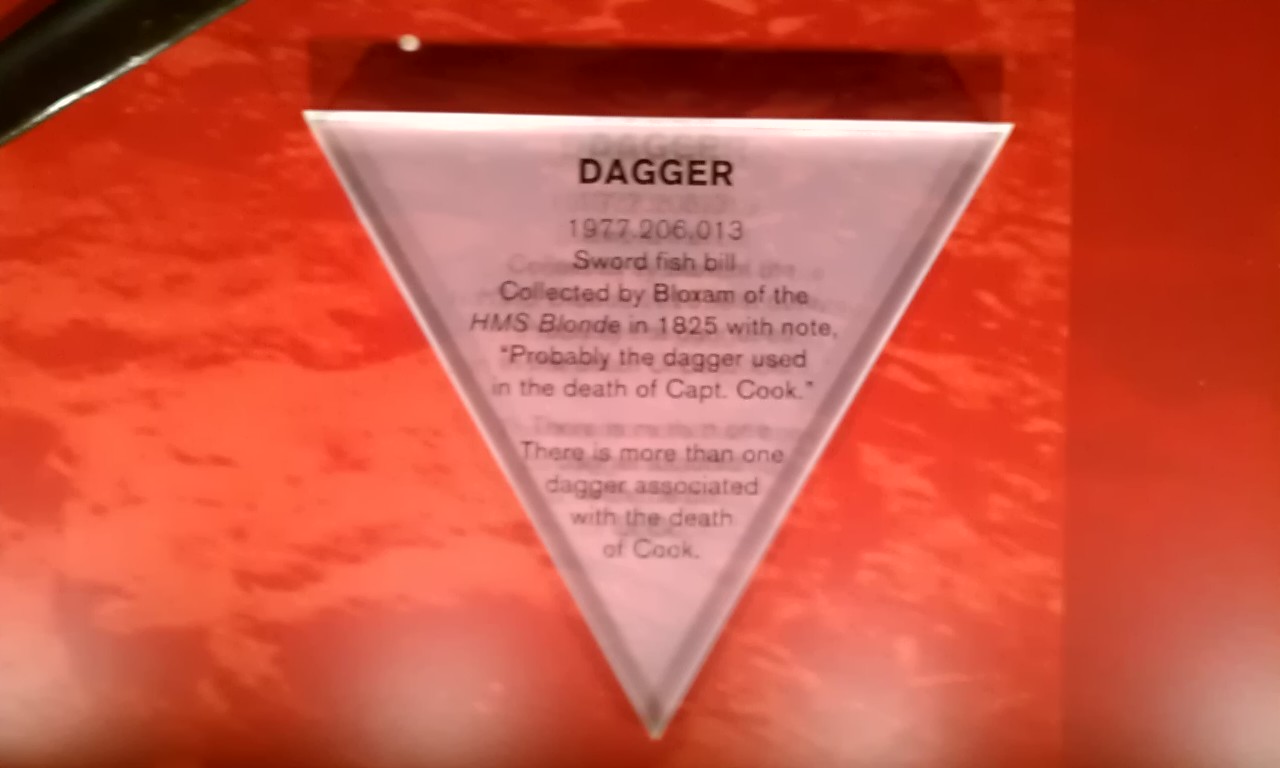 DAGGER
1977.206.013
Sword fish bill
Collected by Bloxam of the
HMS Blonde in 1825 with note,
"Probably the dagger used
in the death of Capt. Cook."
There is more than one
dagger associated
with the death
of Cook.